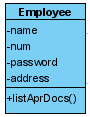 Employee
-name
-num
-password
-address
+listAprDocs()